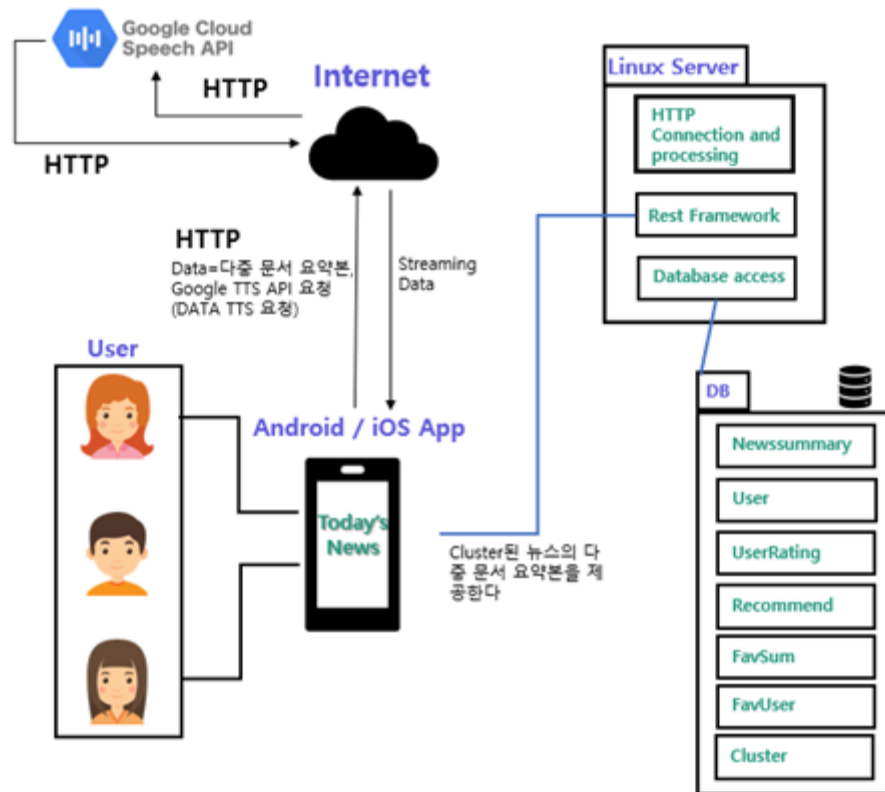 Google Cloud
Speech API
Internet
HTTP
HTTP
HTTP
Data=다중 문서 요약본,
Google TTS API 요청
(DATA TTS 요청)
Streaming
Data
User
Android / iOS App
Today's
News
Cluster된 뉴스의 다
중 문서 요약본을 제
공한다
Linux Server
HTTP
Connection and
processing
Rest Framework
Database access
DB
Newssummary
User
UserRating
Recommend
FavSum
FavUser
Cluster